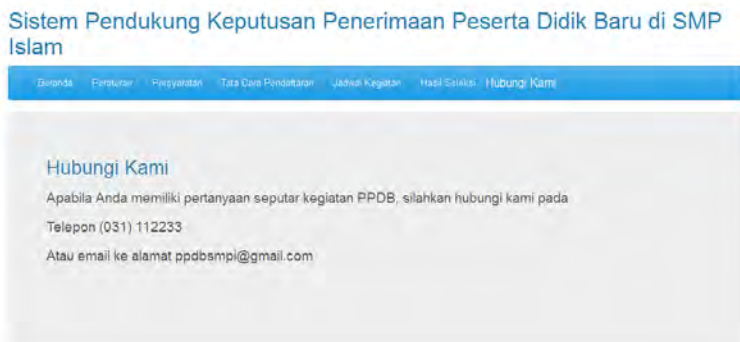 Sistem Pendukung Keputusan Penerimaan Peserta Didik Baru di SMP
Islam
Beranda Peraturan Persyaratan Tata Cara Pendaftaran Jadwal Kegiatan Hasil Seleksi Hubungi Kami
Hubungi Kami
Apabila Anda memiliki pertanyaan seputar kegiatan PPDB, silahkan hubungi kami pada
Telepon (031) 112233
Atau email ke alamat ppdbsmpi@gmail.com